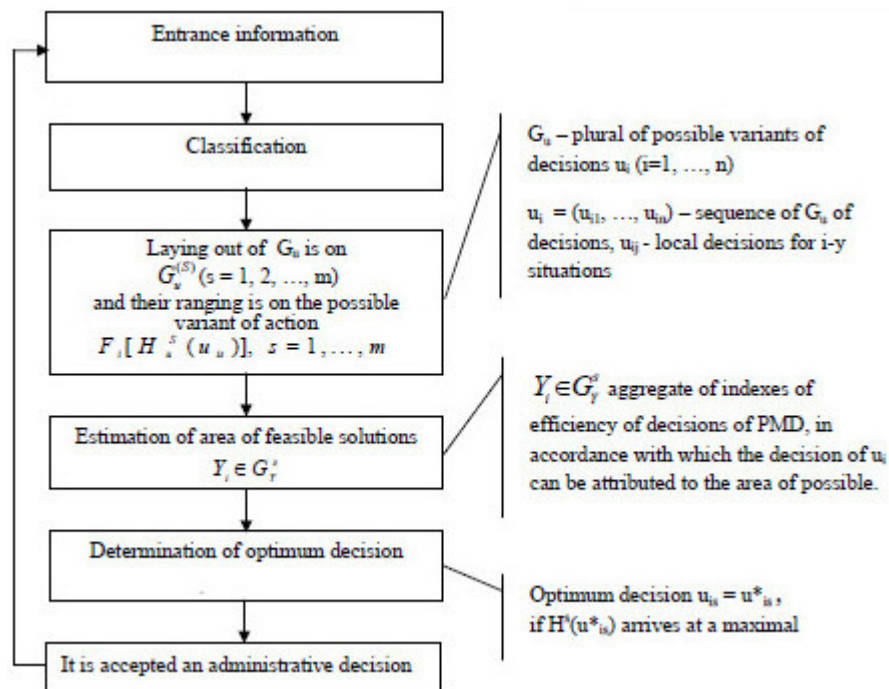 Entrance information
Classification
Laying out of Gᵤ is on
Gᵤ⁽ˢ⁾(s = 1, 2, …, m)
and their ranging is on the possible
variant of action
F i [ H u S ( u u )], s = 1 , … , m
Estimation of area of feasible solutions
Yᵢ ∈ G_Y^s
Determination of optimum decision
It is accepted an administrative decision
Gᵤ – plural of possible variants of
decisions uᵢ (i=1, …, n)
uᵢ = (uᵢ₁, …, uᵢₙ) – sequence of Gᵤ of
decisions, uᵢⱼ - local decisions for i-y
situations
Yᵢ∈G_Y^s aggregate of indexes of
efficiency of decisions of PMD, in
accordance with which the decision of uᵢ
can be attributed to the area of possible.
Optimum decision uᵢₛ = u*ᵢₛ ,
if Hˢ(u*ᵢₛ) arrives at a maximal